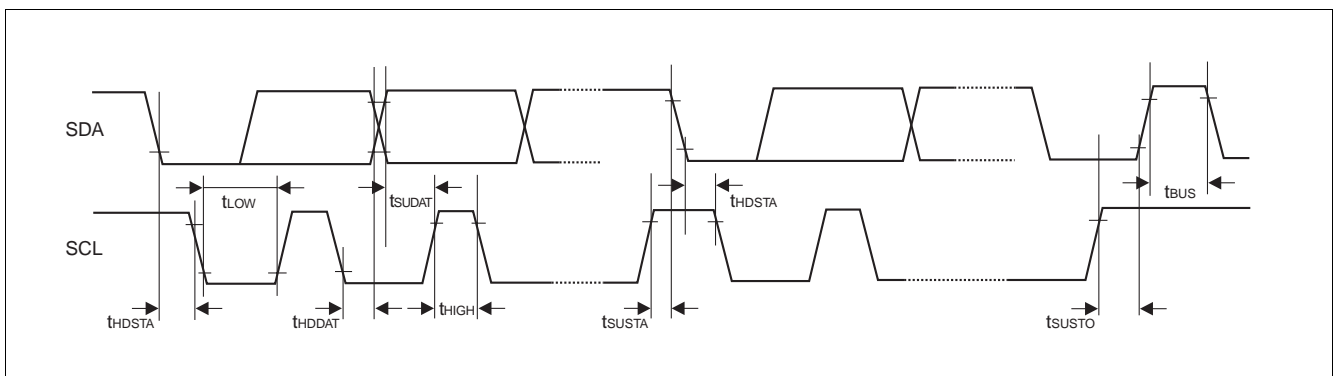 SDA
tLOW
tSUDAT
tHDSTA
tBUS
SCL
tHDSTA
tHDDAT
tHIGH
tSUSTA
tSUSTO